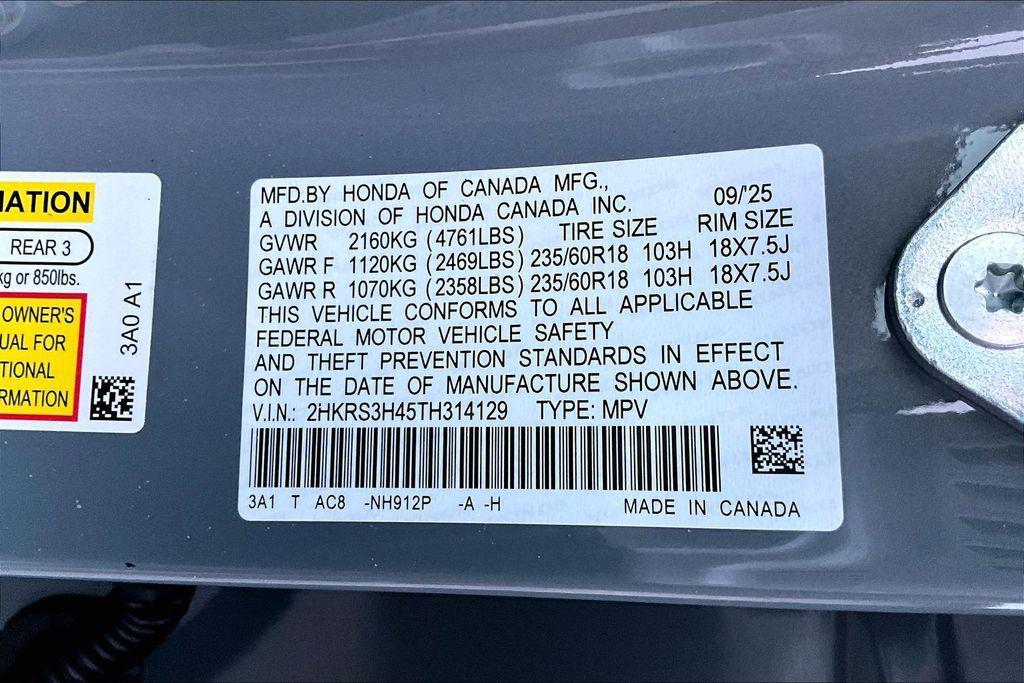 MATION
REAR 3
kg or 850lbs.
OWNER'S
UAL FOR
TIONAL
RMATION
3A0 A1
MFD.BY HONDA OF CANADA MFG.,
A DIVISION OF HONDA CANADA INC. 09/'25
GVWR 2160KG (4761LBS) TIRE SIZE RIM SIZE
GAWR F 1120KG (2469LBS) 235/60R18 103H 18X7.5J
GAWR R 1070KG (2358LBS) 235/60R18 103H 18X7.5J
THIS VEHICLE CONFORMS TO ALL APPLICABLE
FEDERAL MOTOR VEHICLE SAFETY
AND THEFT PREVENTION STANDARDS IN EFFECT
ON THE DATE OF MANUFACTURE SHOWN ABOVE.
V.I.N.: 2HKRS3H45TH314129 TYPE: MPV
3A1 T AC8 -NH912P -A -H MADE IN CANADA